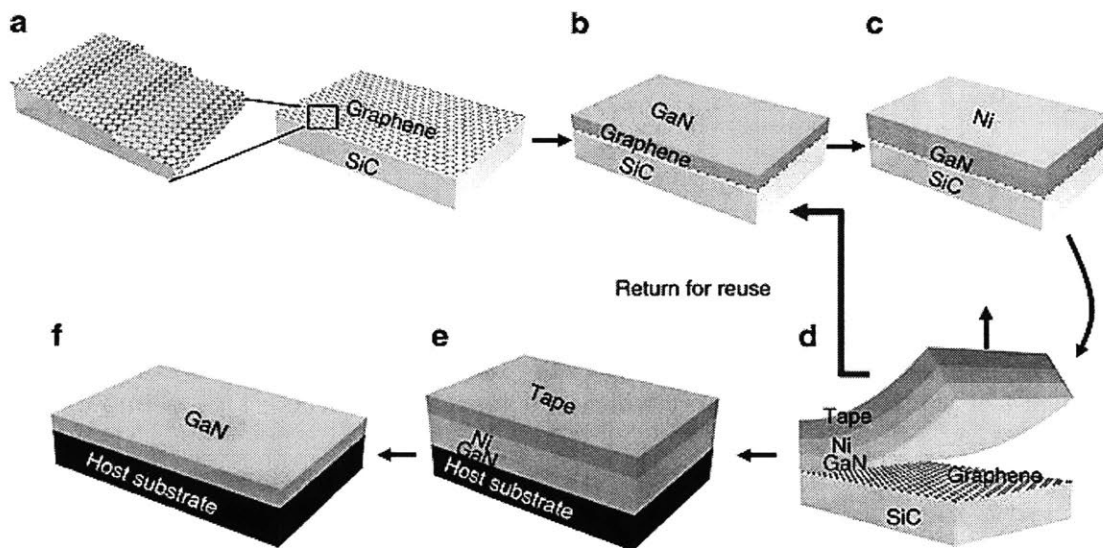 a
Graphene
SiC
b
GaN
Graphene
SiC
c
Ni
GaN
SiC
Return for reuse
d
Tape
Ni
GaN
Graphene
SiC
e
Tape
Ni
GaN
Host substrate
f
GaN
Host substrate